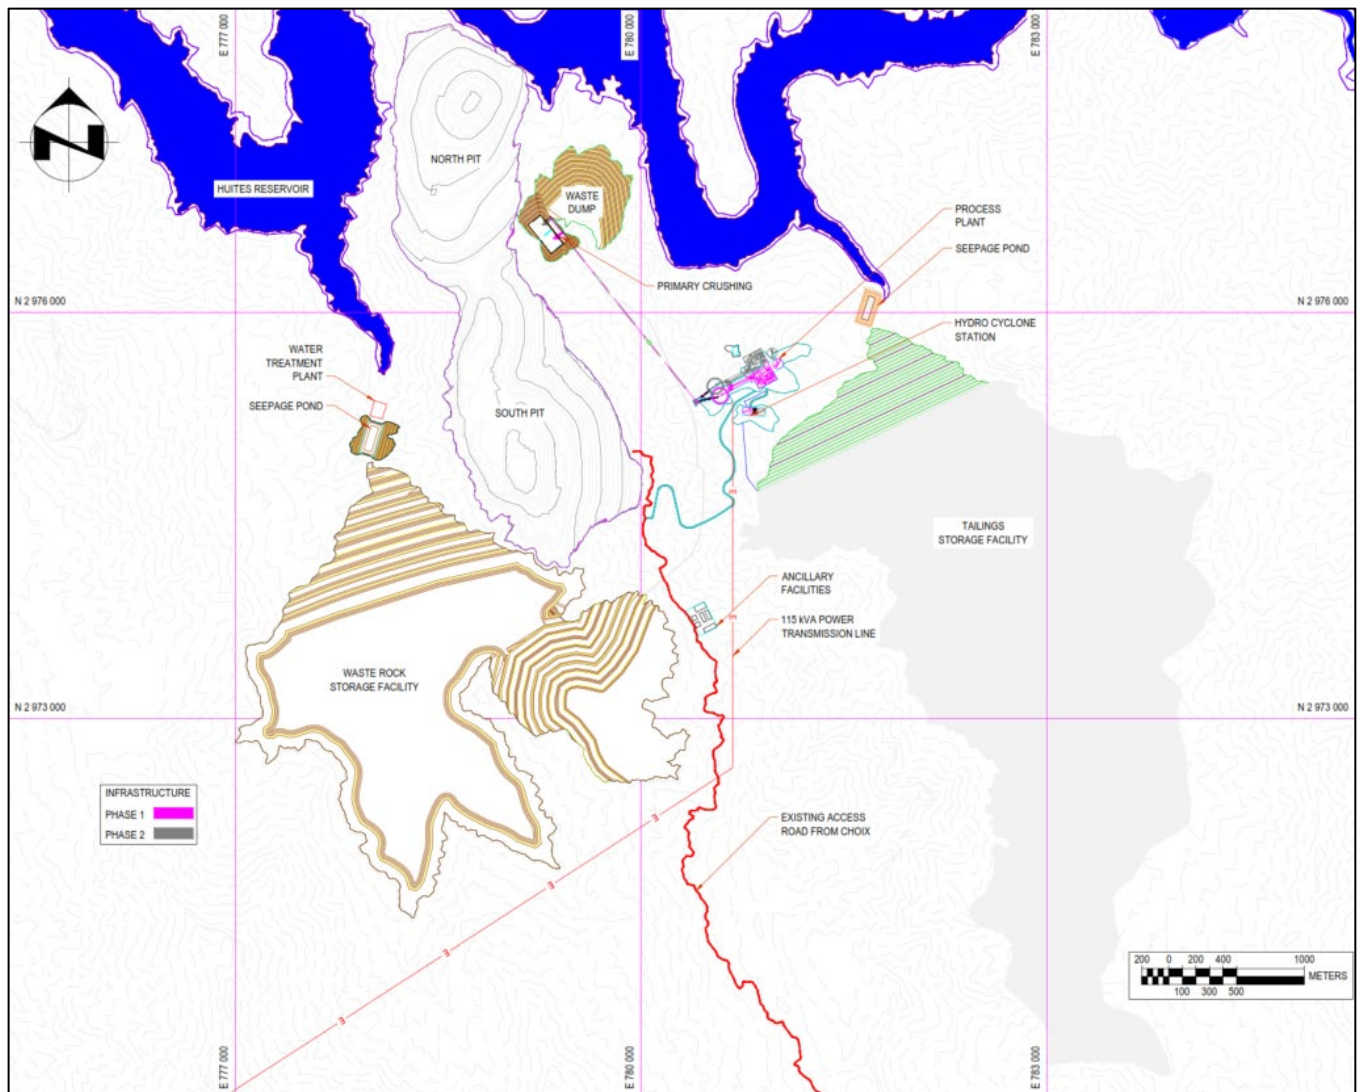 E 777 000
E 780 000
E 783 000
N
NORTH PIT
HUITES RESERVOIR
WASTE
DUMP
PROCESS
PLANT
SEEPAGE POND
PRIMARY CRUSHING
N 2 976 000
N 2 976 000
HYDRO CYCLONE
STATION
WATER
TREATMENT
PLANT
SEEPAGE POND
SOUTH PIT
E
TAILINGS
STORAGE FACILITY
ANCILLARY
FACILITIES
E
115 kVA POWER
TRANSMISSION LINE
WASTE ROCK
STORAGE FACILITY
N 2 973 000
N 2 973 000
INFRASTRUCTURE
PHASE 1
PHASE 2
E
EXISTING ACCESS
ROAD FROM CHOIX
E
E
E
200 0 200 400 1000
METERS
100 300 500
E 777 000
E 780 000
E 783 000